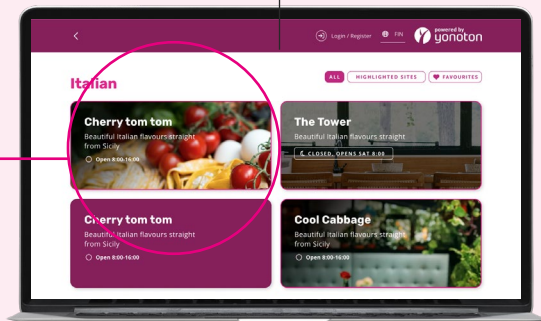 Login / Register
FIN
powered by
yonoton
Italian
ALL
HIGHLIGHTED SITES
FAVOURITES
Cherry tom tom
Beautiful Italian flavours straight
from Sicily
Open 8:00-16:00
The Tower
Beautiful Italian flavours straight
CLOSED, OPENS SAT 8:00
Cherry tom tom
Beautiful Italian flavours straight
from Sicily
Open 8:00-16:00
Cool Cabbage
Beautiful Italian flavours straight
from Sicily
Open 8:00-16:00